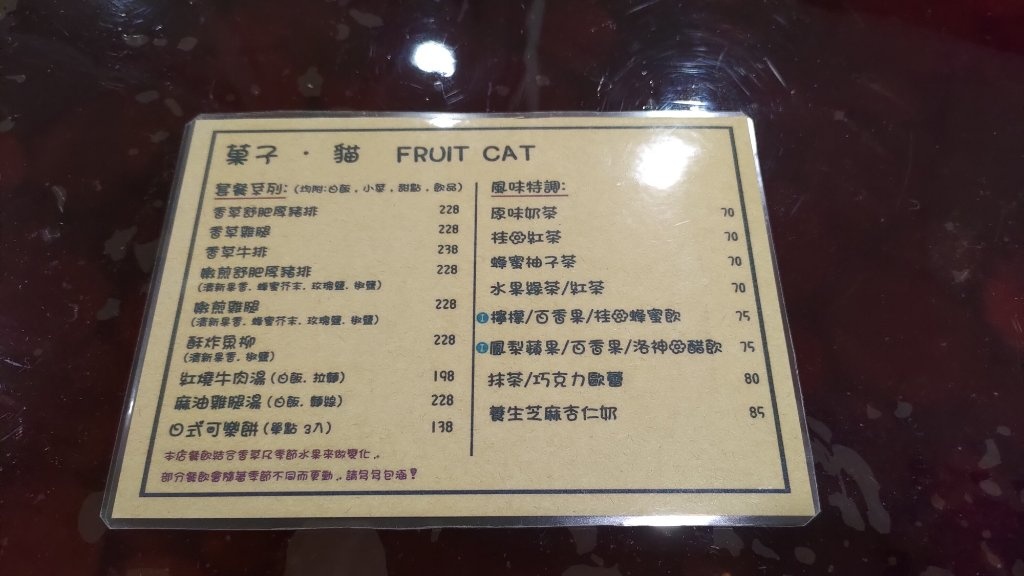 菓子 · 貓 FRUIT CAT
套餐系列: (均附:白飯 , 小菜 , 甜點 , 飲品)
香草舒肥厚豬排 228
香草雞腿 228
香草牛排 238
嫩煎舒肥厚豬排 228
(清新果香. 蜂蜜芥末. 玫瑰鹽. 椒鹽)
嫩煎雞腿 228
(清新果香. 蜂蜜芥末. 玫瑰鹽. 椒鹽)
酥炸魚柳 228
(清新果香. 椒鹽)
紅燒牛肉湯 (白飯. 拉麵) 198
麻油雞腿湯 (白飯. 麵線) 228
日式可樂餅 (單點 3入) 138
本店餐飲結合香草及季節水果來做變化 ,.
部分餐飲會隨著季節不同而更動 ,. 請多多包涵!
風味特調:
原味奶茶 70
桂圓紅茶 70
蜂蜜柚子茶 70
水果綠茶/紅茶 70
檸檬/百香果/桂圓蜂蜜飲 75
鳳梨蘋果/百香果/洛神醋飲 75
抹茶/巧克力歐蕾 80
養生芝麻杏仁奶 85